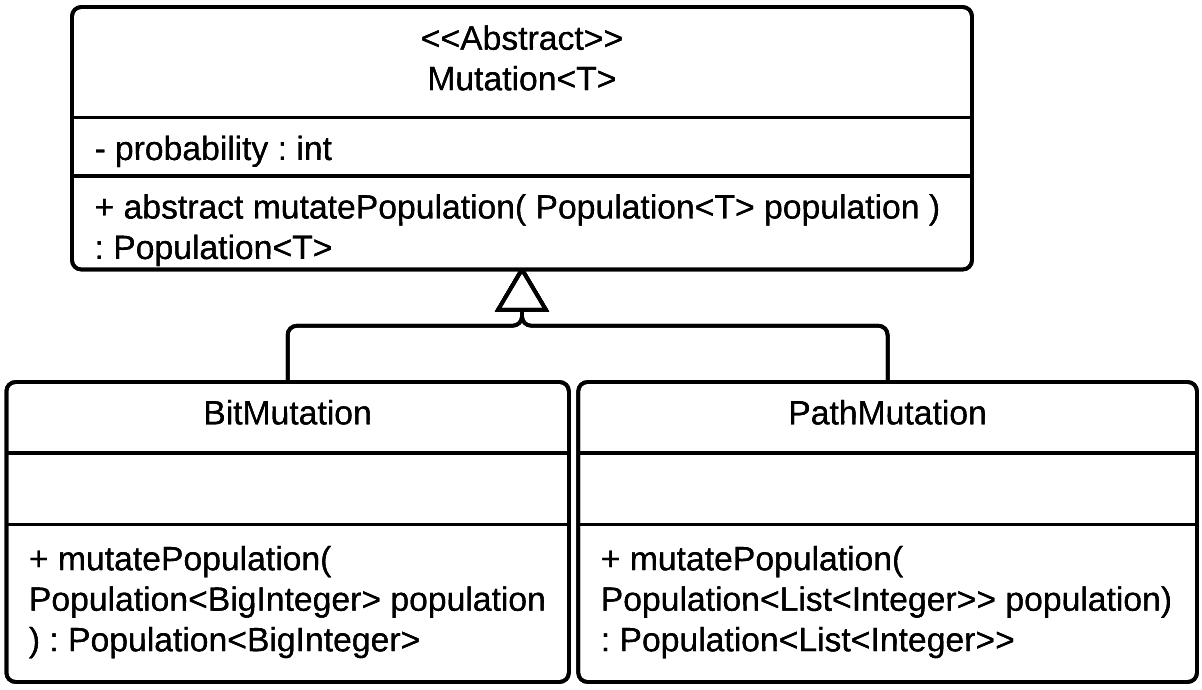 <<Abstract>>
Mutation<T>
- probability : int
+ abstract mutatePopulation( Population<T> population )
: Population<T>
BitMutation
+ mutatePopulation(
Population<BigInteger> population
) : Population<BigInteger>
PathMutation
+ mutatePopulation(
Population<List<Integer>> population)
: Population<List<Integer>>